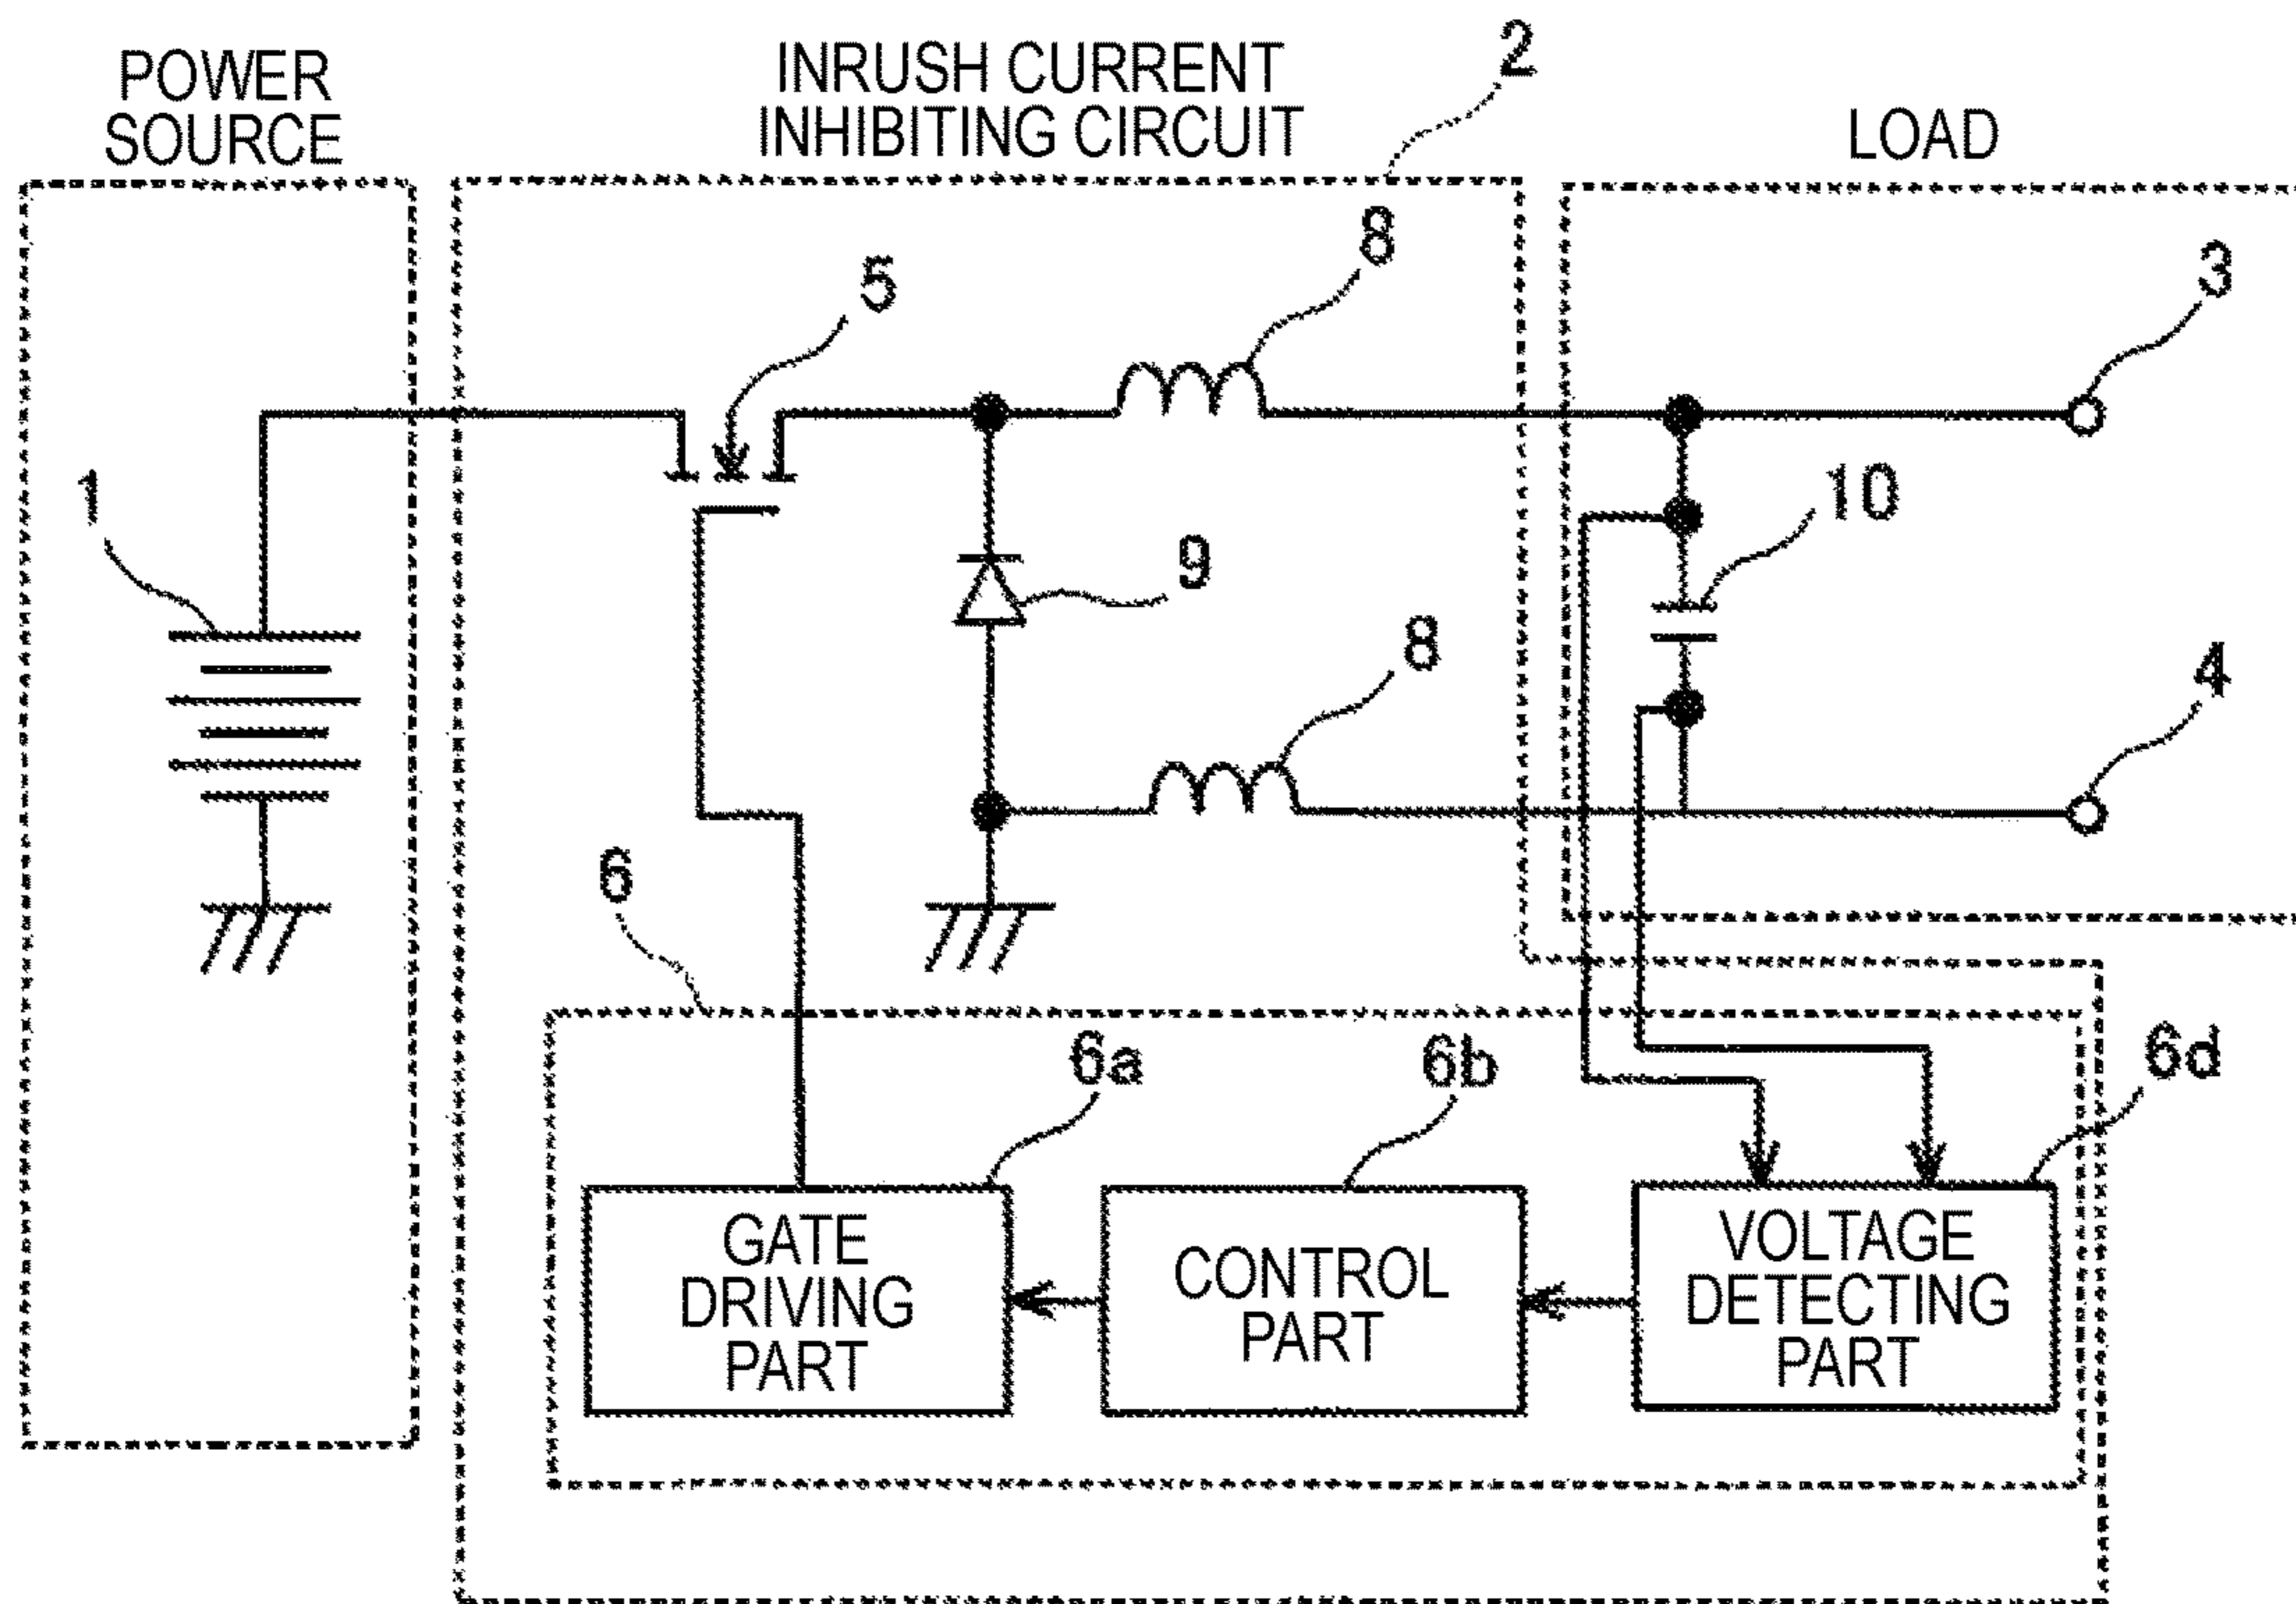 POWER
SOURCE
INRUSH CURRENT
INHIBITING CIRCUIT
2
LOAD
8
5
3
1
10
9
8
4
6
6a
6b
6d
GATE
DRIVING
PART
CONTROL
PART
VOLTAGE
DETECTING
PART